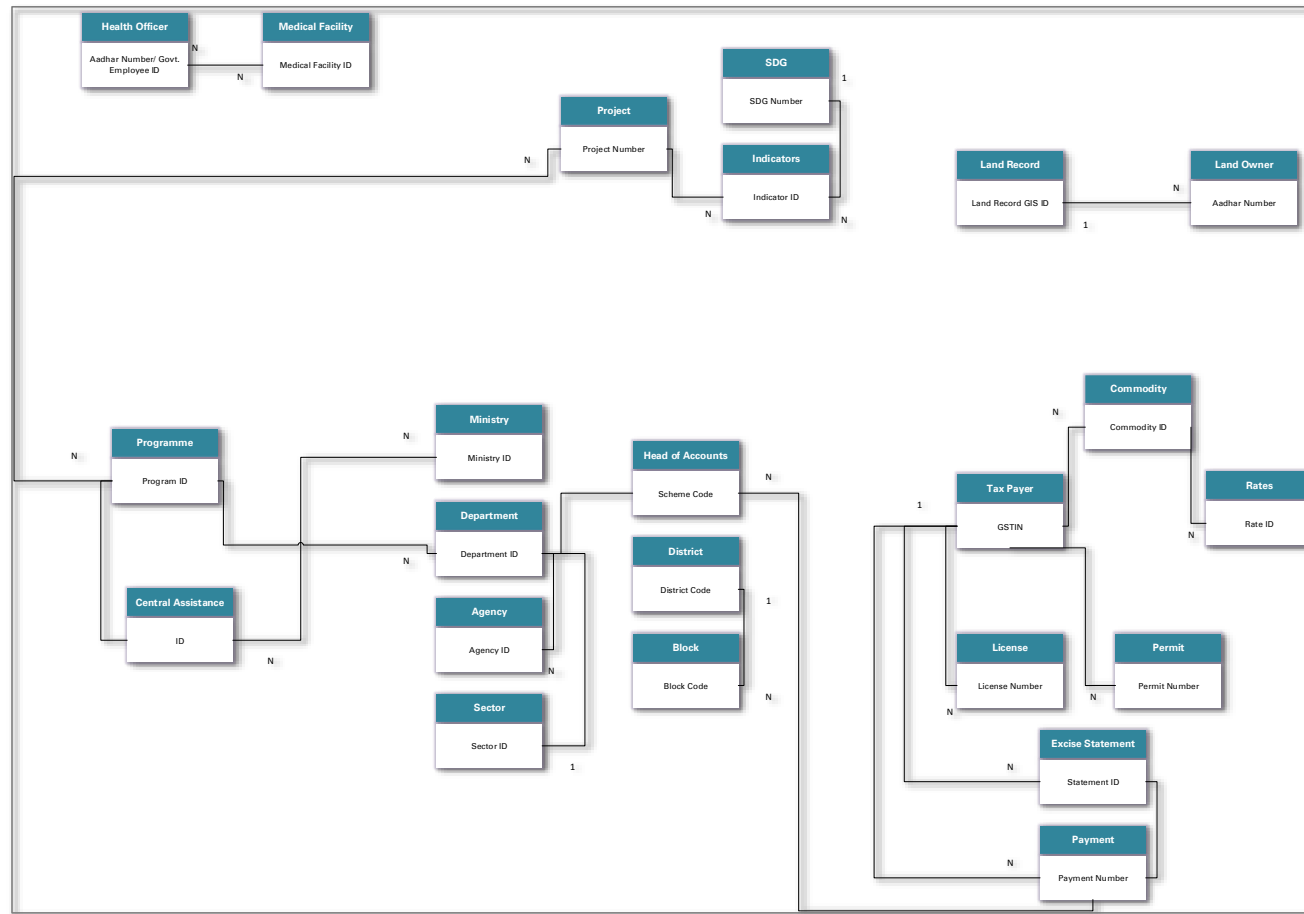 Health Officer
Aadhar Number/ Govt.
Employee ID
N
N
Medical Facility
Medical Facility ID
SDG
SDG Number
1
Project
Project Number
N
Indicators
Indicator ID
N
N
Land Record
Land Record GIS ID
1
Land Owner
Aadhar Number
N
Programme
Program ID
N
Central Assistance
ID
N
Ministry
Ministry ID
N
Department
Department ID
N
Agency
Agency ID
N
Sector
Sector ID
1
Head of Accounts
Scheme Code
N
District
District Code
1
Block
Block Code
N
Commodity
Commodity ID
N
Tax Payer
GSTIN
1
Rates
Rate ID
N
License
License Number
N
Permit
Permit Number
N
Excise Statement
Statement ID
N
Payment
Payment Number
N